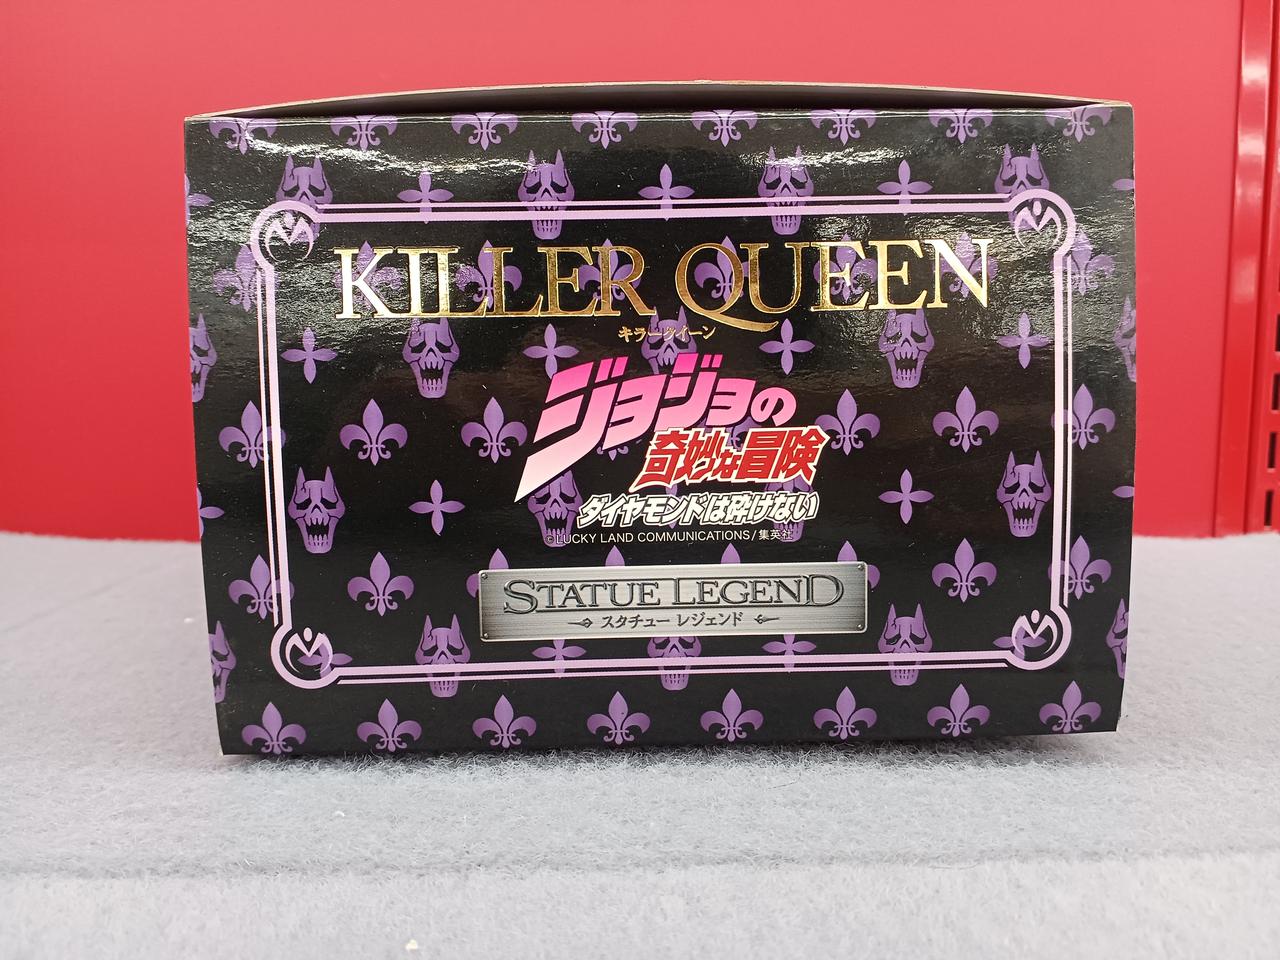 KILLER QUEEN
キラークイーン
ジョジョの
奇妙な冒険
ダイヤモンドは砕けない
©LUCKY LAND COMMUNICATIONS/集英社
STATUE LEGEND
スタチュー レジェンド